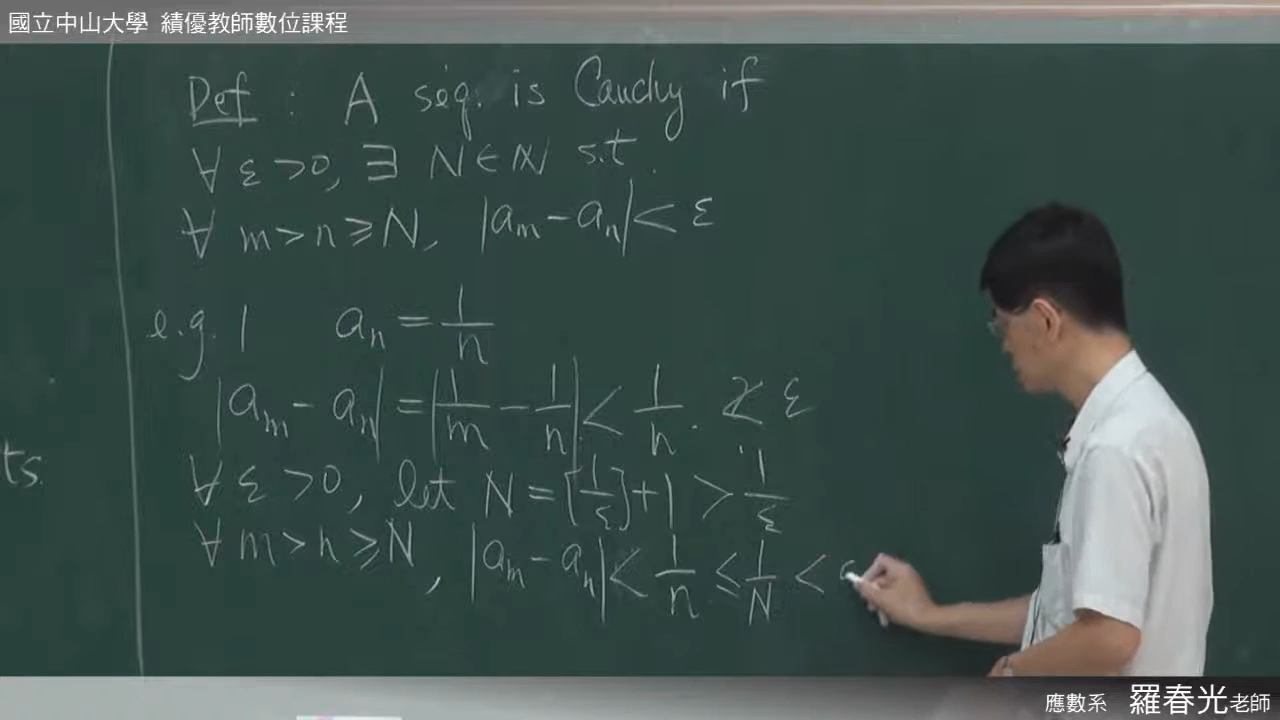 國立中山大學 績優教師數位課程
Def : A seq. is Cauchy if
∀ ε > 0, ∃ N ∈ ℕ s.t.
∀ m > n ≥ N, |aₘ − aₙ| < ε
e.g. 1 aₙ = 1/n
|aₘ − aₙ| = |1/m − 1/n| < 1/n . < ε
ts.
∀ ε > 0, let N = [1/ε] + 1 > 1/ε
∀ m > n ≥ N, |aₘ − aₙ| < 1/n ≤ 1/N <
應數系 羅春光老師